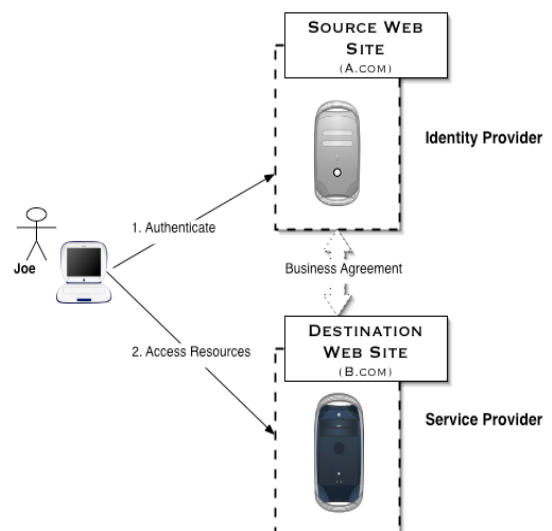 SOURCE WEB
SITE
(A.COM)
Identity Provider
1. Authenticate
Joe
Business Agreement
2. Access Resources
DESTINATION
WEB SITE
(B.COM)
Service Provider